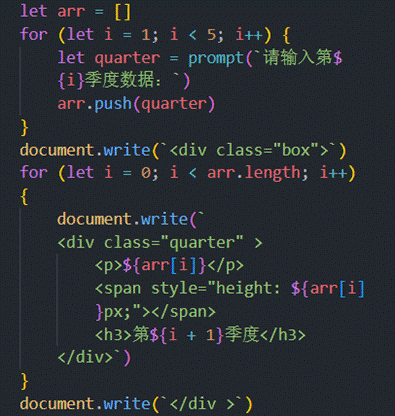 let arr = []
for (let i = 1; i < 5; i++) {
    let quarter = prompt(`请输入第$
    {i}季度数据：`)
    arr.push(quarter)
}
document.write(`<div class="box">`)
for (let i = 0; i < arr.length; i++)
{
    document.write(`
    <div class="quarter" >
        <p>${arr[i]}</p>
        <span style="height: ${arr[i]
        }px;"></span>
        <h3>第${i + 1}季度</h3>
    </div>`)
}
document.write(`</div >`)